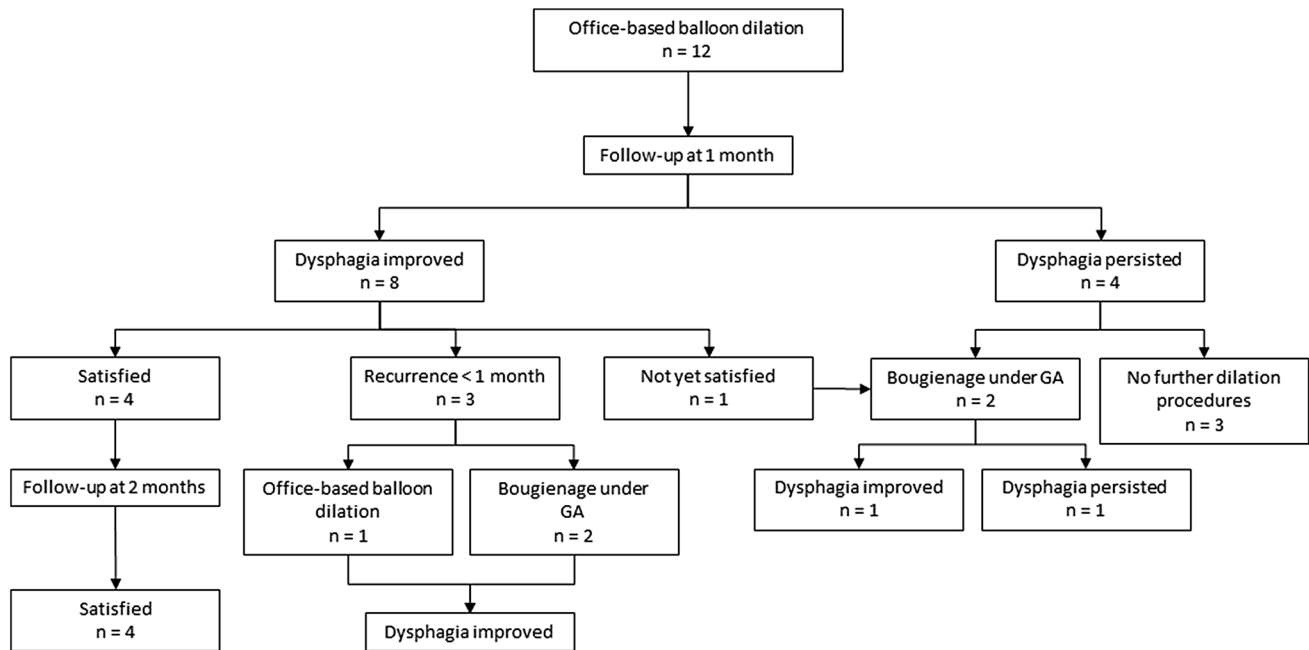 Office-based balloon dilation
n = 12
Follow-up at 1 month
Dysphagia improved
n = 8
Dysphagia persisted
n = 4
Satisfied
n = 4
Recurrence < 1 month
n = 3
Not yet satisfied
n = 1
Bougienage under GA
n = 2
No further dilation
procedures
n = 3
Follow-up at 2 months
Office-based balloon
dilation
n = 1
Bougienage under
GA
n = 2
Dysphagia improved
n = 1
Dysphagia persisted
n = 1
Satisfied
n = 4
Dysphagia improved